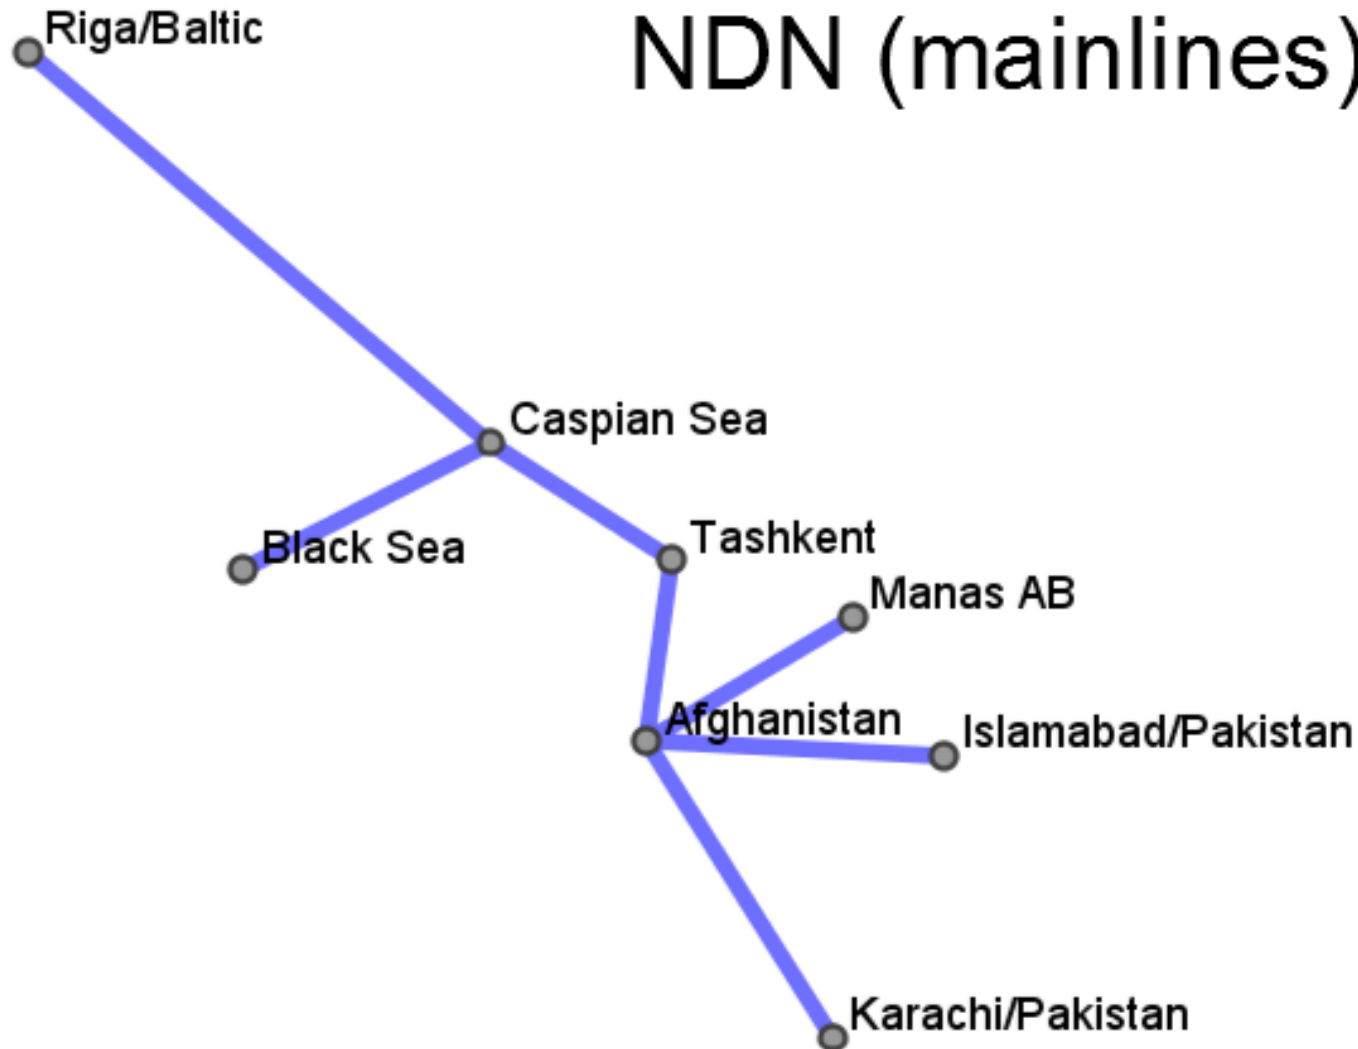 Riga/Baltic
NDN (mainlines)
Caspian Sea
Black Sea
Tashkent
Manas AB
Afghanistan
Islamabad/Pakistan
Karachi/Pakistan